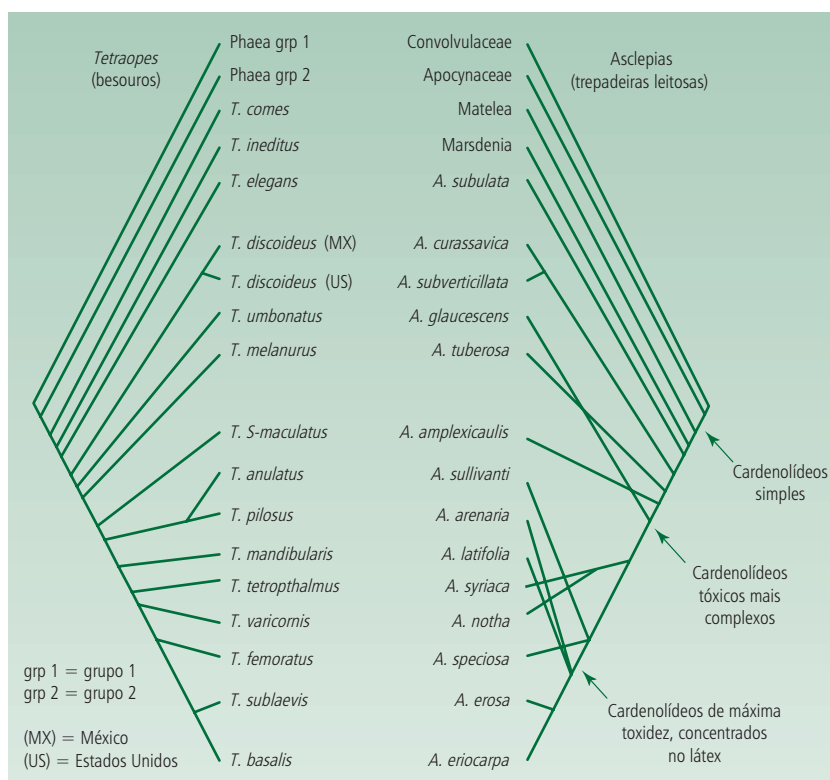 Tetraopes
(besouros)
Phaea grp 1
Phaea grp 2
T. comes
T. ineditus
T. elegans
T. discoideus (MX)
T. discoideus (US)
T. umbonatus
T. melanurus
T. S-maculatus
T. anulatus
T. pilosus
T. mandibularis
T. tetropthalmus
T. varicornis
T. femoratus
T. sublaevis
T. basalis
Convolvulaceae
Apocynaceae
Matelea
Marsdenia
A. subulata
A. curassavica
A. subverticillata
A. glaucescens
A. tuberosa
A. amplexicaulis
A. sullivanti
A. arenaria
A. latifolia
A. syriaca
A. notha
A. speciosa
A. erosa
A. eriocarpa
Asclepias
(trepadeiras leitosas)
Cardenolídeos
simples
Cardenolídeos
tóxicos mais
complexos
Cardenolídeos de máxima
toxidez, concentrados
no látex
grp 1 = grupo 1
grp 2 = grupo 2
(MX) = México
(US) = Estados Unidos